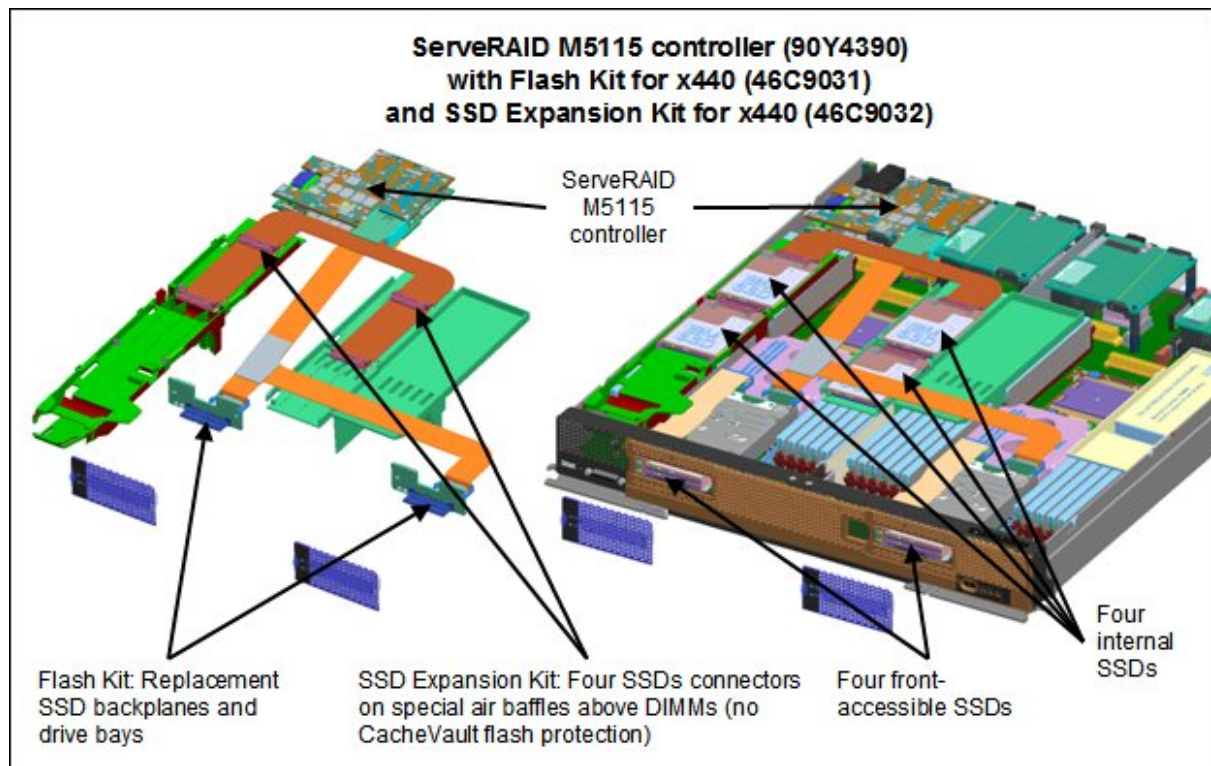 ServeRAID M5115 controller (90Y4390)
with Flash Kit for x440 (46C9031)
and SSD Expansion Kit for x440 (46C9032)
ServeRAID
M5115
controller
Flash Kit: Replacement
SSD backplanes and
drive bays
SSD Expansion Kit: Four SSDs connectors
on special air baffles above DIMMs (no
CacheVault flash protection)
Four front-
accessible SSDs
Four
internal
SSDs